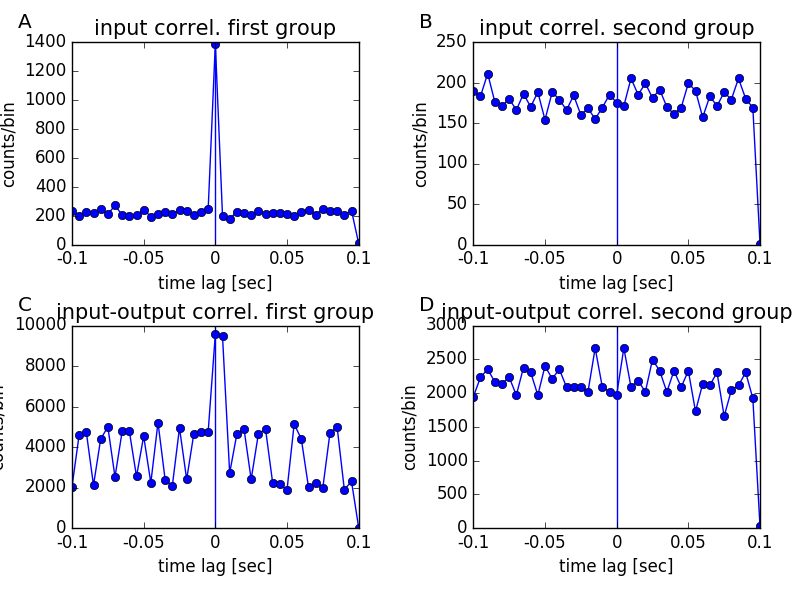 A
input correl. first group
1400
1200
1000
800
600
400
200
0
counts/bin
-0.1
-0.05
0
0.05
0.1
time lag [sec]
B
input correl. second group
250
200
150
100
50
0
counts/bin
-0.1
-0.05
0
0.05
0.1
time lag [sec]
C
input-output correl. first group
10000
8000
6000
4000
2000
0
counts/bin
-0.1
-0.05
0
0.05
0.1
time lag [sec]
D
input-output correl. second group
3000
2500
2000
1500
1000
500
0
counts/bin
-0.1
-0.05
0
0.05
0.1
time lag [sec]